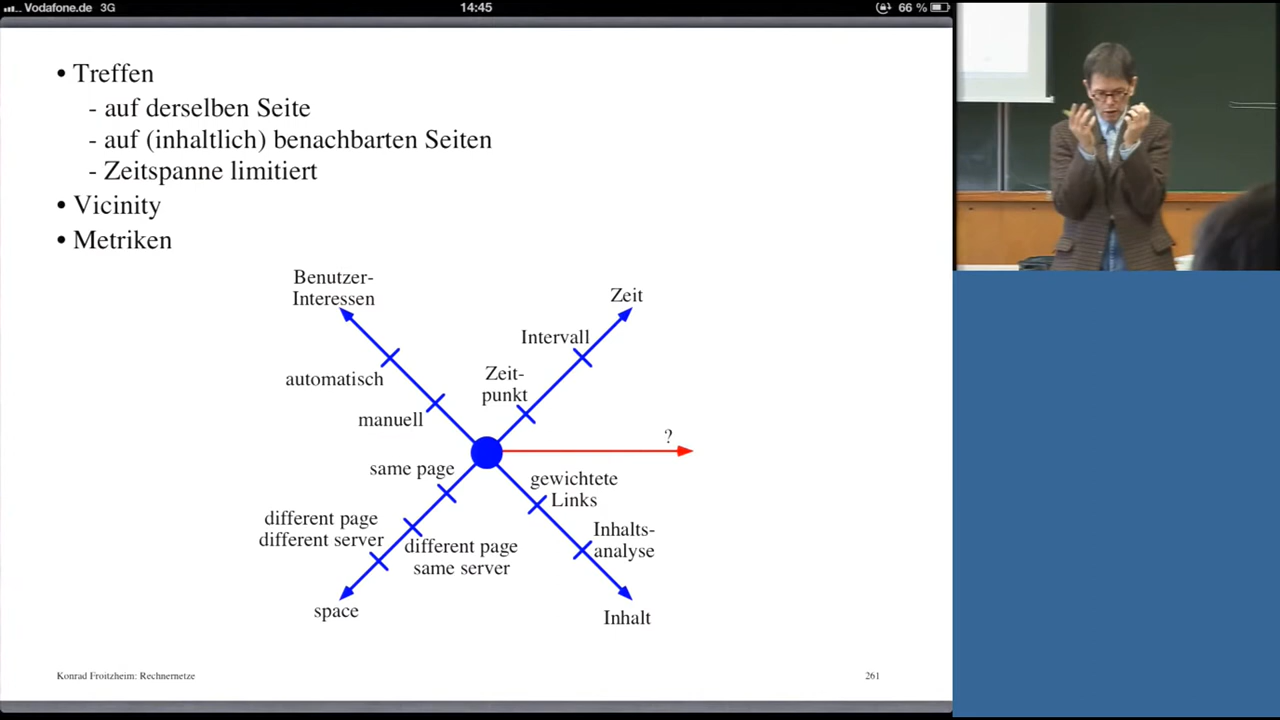 Vodafone.de 3G 14:45 66 %
• Treffen
- auf derselben Seite
- auf (inhaltlich) benachbarten Seiten
- Zeitspanne limitiert
• Vicinity
• Metriken
Benutzer-
Interessen
Zeit
Intervall
automatisch
Zeit-
punkt
manuell
?
same page
gewichtete
Links
different page
different server
Inhalts-
analyse
different page
same server
space
Inhalt
Konrad Froitzheim: Rechnernetze
261